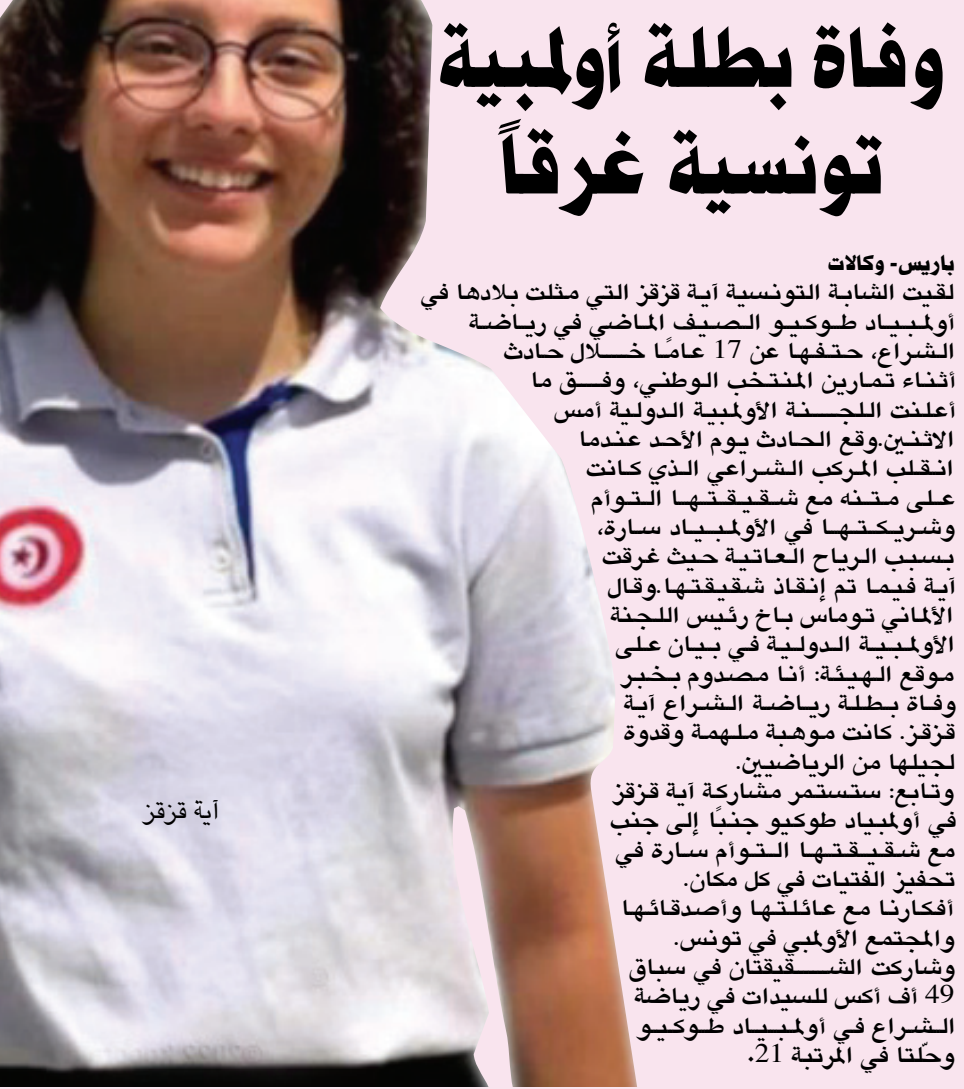 وفاة بطلة أولمبية
تونسية غرقاً
باريس- وكالات
لقيت الشابة التونسية آية قزقز التي مثلت بلادها في
أولمبياد طوكيو الصيف الماضي في رياضة
الشراع، حتفها عن 17 عامًا خلال حادث
أثناء تمارين المنتخب الوطني، وفق ما
أعلنت اللجنة الأولمبية الدولية أمس
الاثنين.وقع الحادث يوم الأحد عندما
انقلب المركب الشراعي الذي كانت
على متنه مع شقيقتها التوأم
وشريكتها في الأولمبياد سارة،
بسبب الرياح العاتية حيث غرقت
آية فيما تم إنقاذ شقيقتها.وقال
الألماني توماس باخ رئيس اللجنة
الأولمبية الدولية في بيان على
موقع الهيئة: أنا مصدوم بخبر
وفاة بطلة رياضة الشراع آية
قزقز. كانت موهبة ملهمة وقدوة
لجيلها من الرياضيين.
وتابع: ستستمر مشاركة آية قزقز
في أولمبياد طوكيو جنبًا إلى جنب
مع شقيقتها التوأم سارة في
تحفيز الفتيات في كل مكان.
أفكارنا مع عائلتها وأصدقائها
والمجتمع الأولمبي في تونس.
وشاركت الشقيقتان في سباق
49 أف أكس للسيدات في رياضة
الشراع في أولمبياد طوكيو
وحلّتا في المرتبة 21.
آية قزقز